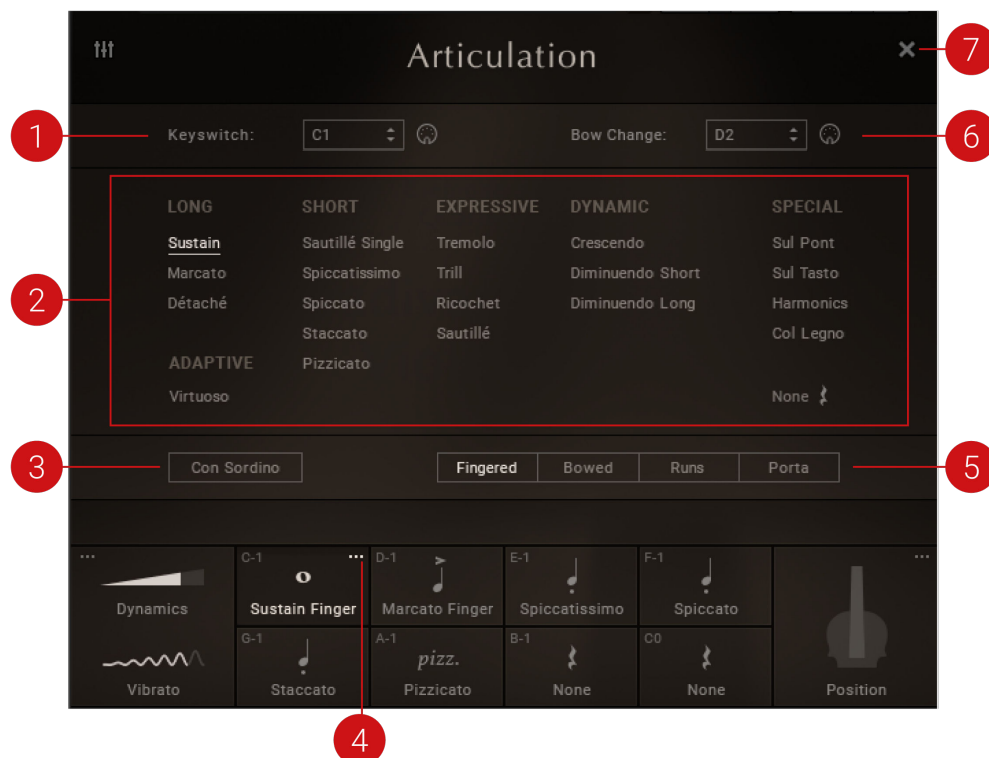 Articulation
7
1
Keyswitch: C1
Bow Change: D2
6
LONG SHORT EXPRESSIVE DYNAMIC SPECIAL
Sustain Sautillé Single Tremolo Crescendo Sul Pont
Marcato Spiccatissimo Trill Diminuendo Short Sul Tasto
2
Détaché Spiccato Ricochet Diminuendo Long Harmonics
Staccato Sautillé Col Legno
ADAPTIVE Pizzicato
Virtuoso None
3
Con Sordino Fingered Bowed Runs Porta
5
C-1 D-1 E-1 F-1
Dynamics Sustain Finger Marcato Finger Spiccatissimo Spiccato
G-1 A-1 B-1 C0
pizz.
Vibrato Staccato Pizzicato None None Position
4